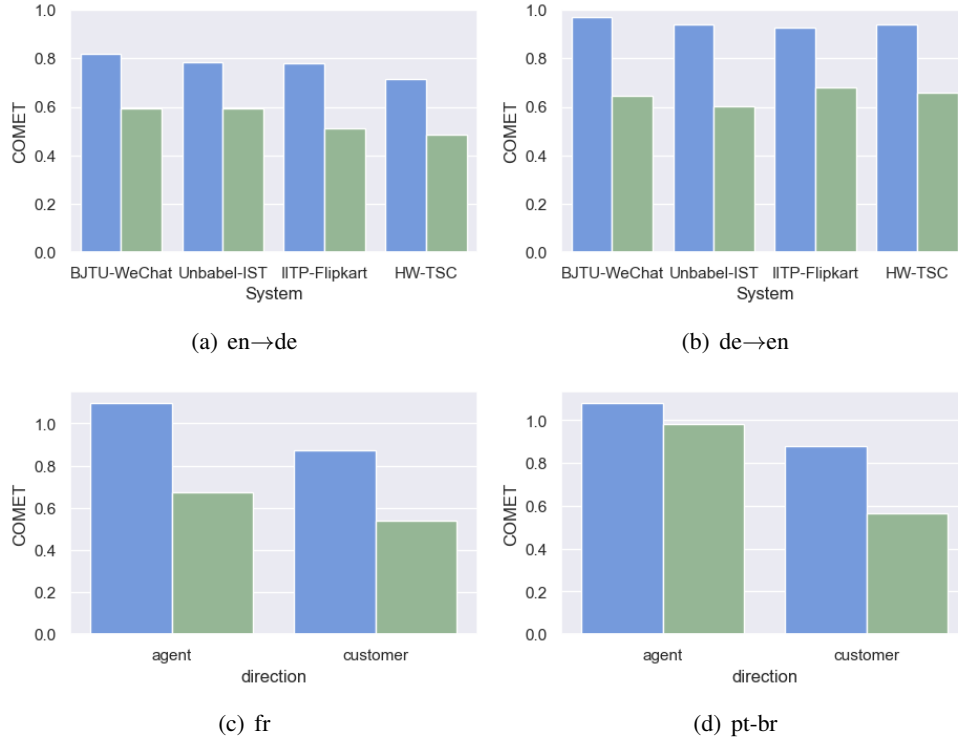 1.0
0.8
0.6
0.4
0.2
0.0
COMET
BJTU-WeChat Unbabel-IST IITP-Flipkart HW-TSC
System
(a) en→de
1.0
0.8
0.6
0.4
0.2
0.0
COMET
BJTU-WeChat Unbabel-IST IITP-Flipkart HW-TSC
System
(b) de→en
1.0
0.8
0.6
0.4
0.2
0.0
COMET
agent customer
direction
(c) fr
1.0
0.8
0.6
0.4
0.2
0.0
COMET
agent customer
direction
(d) pt-br